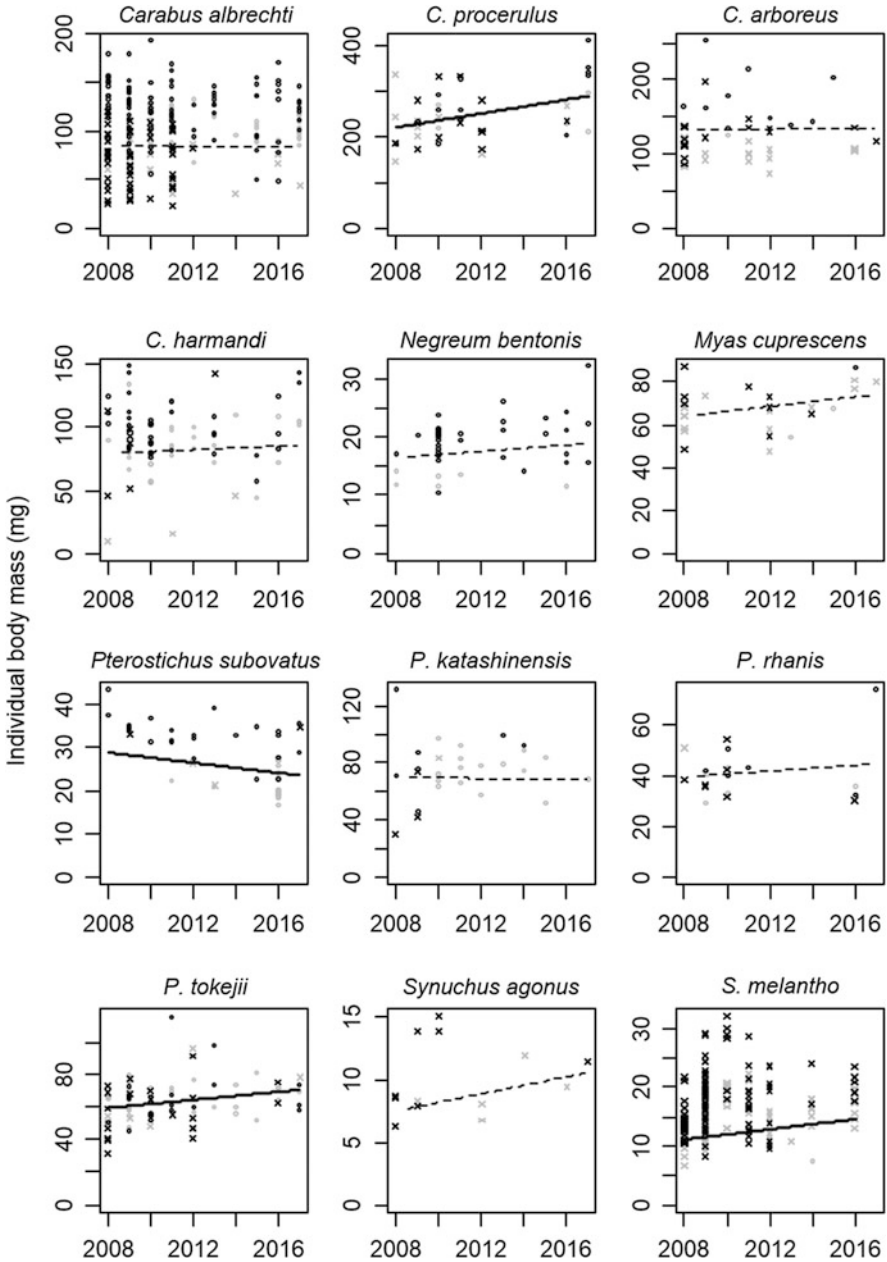 Individual body mass (mg)
Carabus albrechti
C. procerulus
C. arboreus
200
100
0
2008 2012 2016
400
200
0
2008 2012 2016
200
100
0
2008 2012 2016
C. harmandi
Negreum bentonis
Myas cuprescens
150
100
50
0
2008 2012 2016
30
20
10
0
2008 2012 2016
80
60
40
20
0
2008 2012 2016
Pterostichus subovatus
P. katashinensis
P. rhanis
40
30
20
10
0
2008 2012 2016
120
80
40
0
2008 2012 2016
60
40
20
0
2008 2012 2016
P. tokejii
Synuchus agonus
S. melantho
80
40
0
2008 2012 2016
15
10
5
0
2008 2012 2016
30
20
10
0
2008 2012 2016